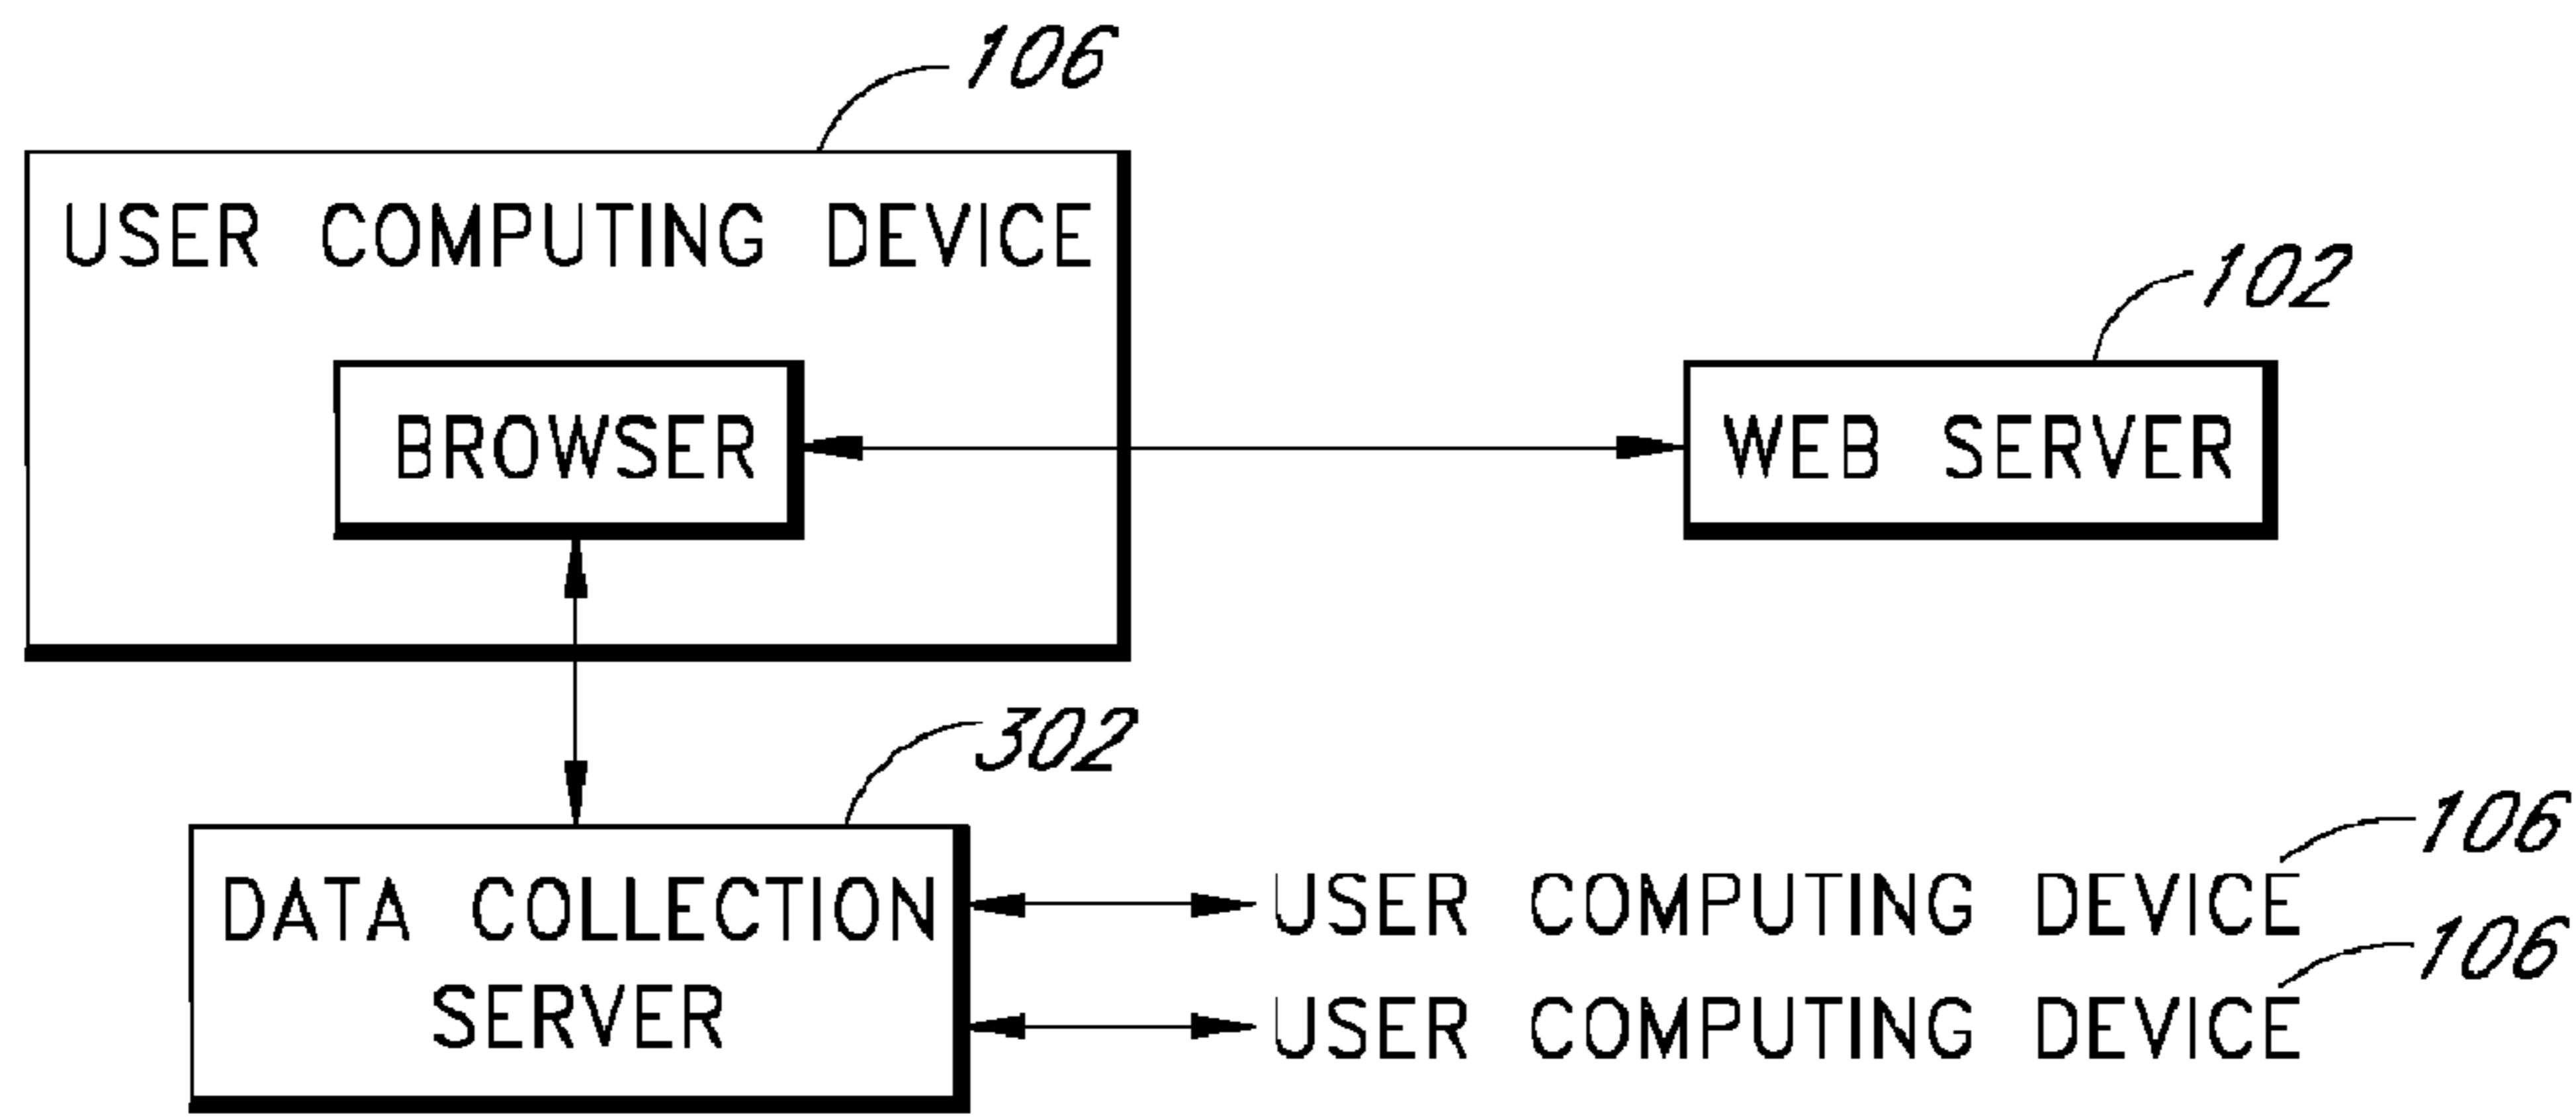 106
USER COMPUTING DEVICE
102
BROWSER
WEB SERVER
302
106
DATA COLLECTION
SERVER
USER COMPUTING DEVICE
106
USER COMPUTING DEVICE